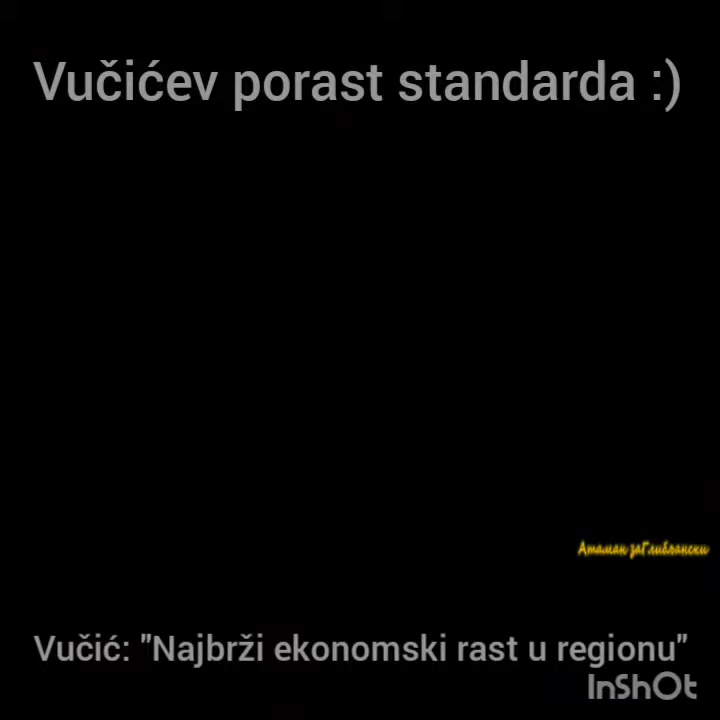 Vučićev porast standarda :)
Атаман заГлибљански
Vučić: "Najbrži ekonomski rast u regionu"
InShOt